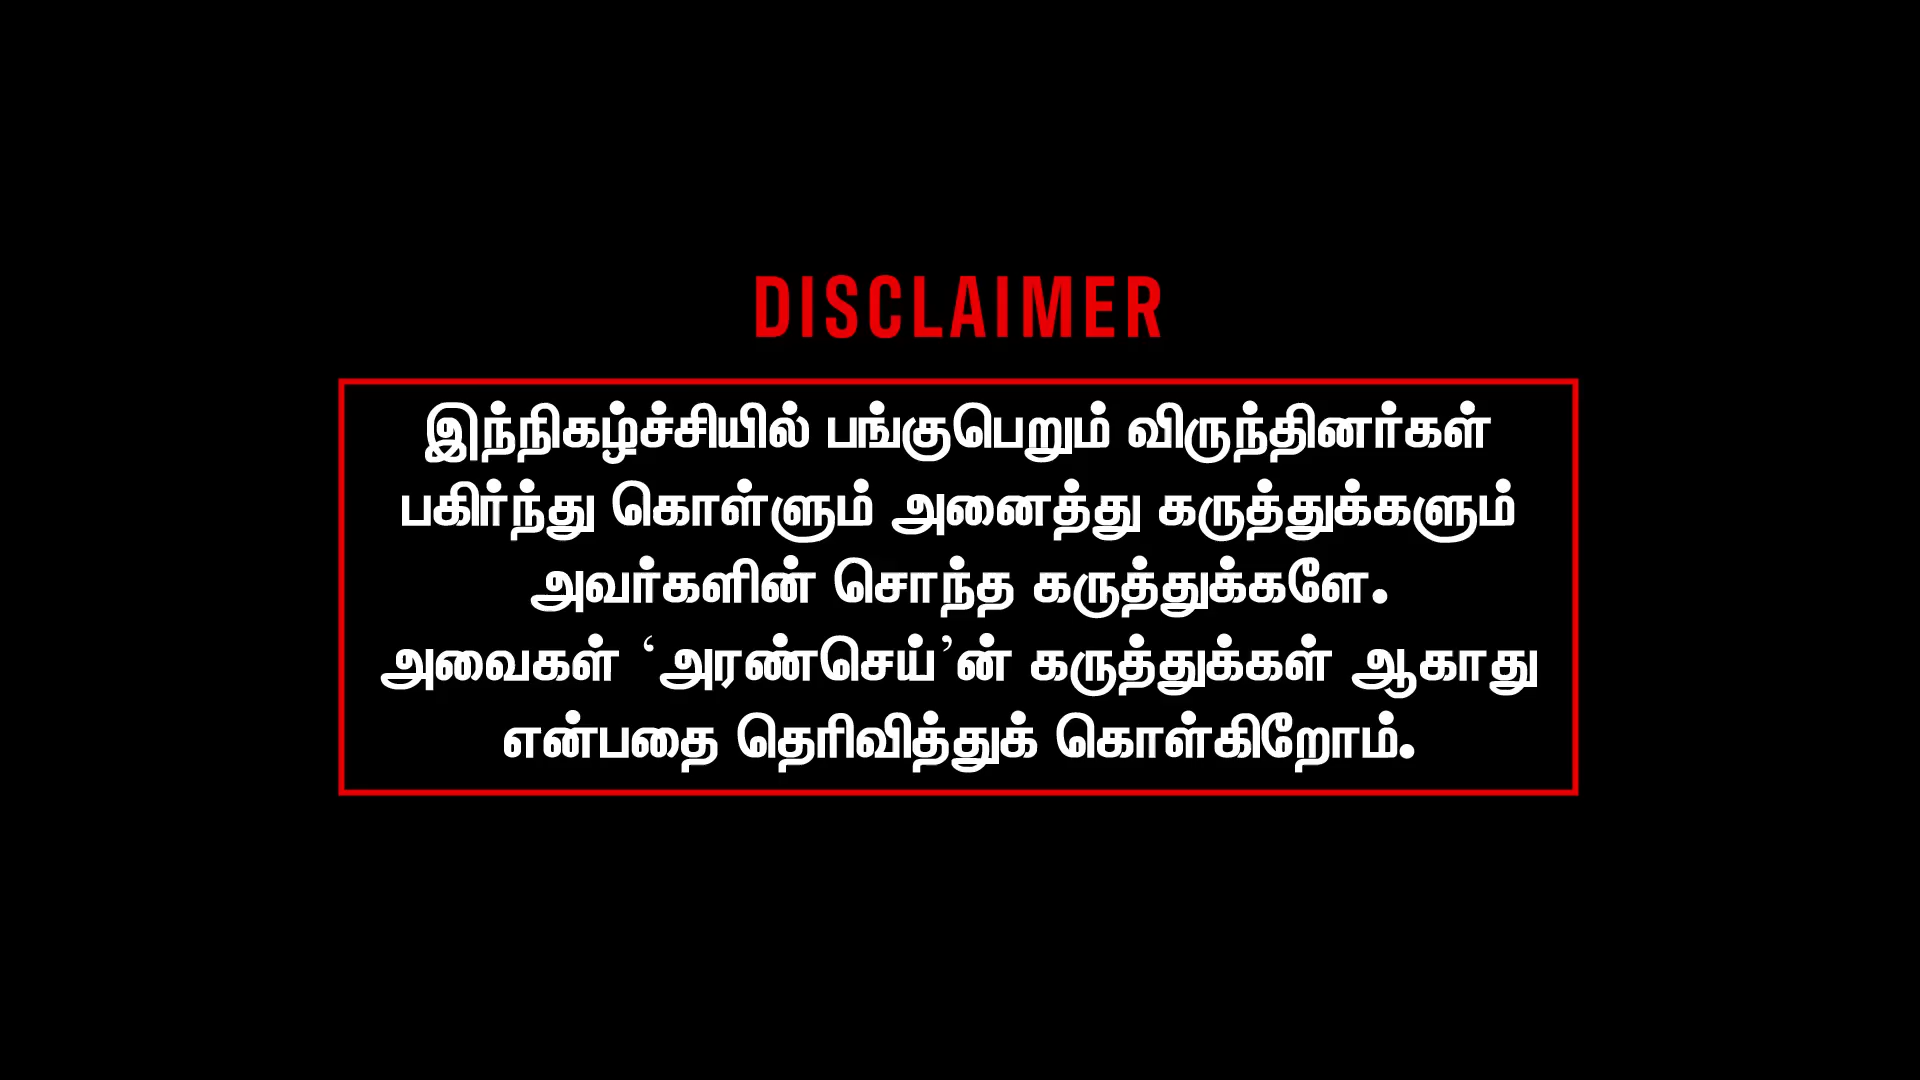 DISCLAIMER
இந்நிகழ்ச்சியில் பங்குபெறும் விருந்தினர்கள்
பகிர்ந்து கொள்ளும் அனைத்து கருத்துக்களும்
அவர்களின் சொந்த கருத்துக்களே.
அவைகள் ‘அரண்செய்’ன் கருத்துக்கள் ஆகாது
என்பதை தெரிவித்துக் கொள்கிறோம்.